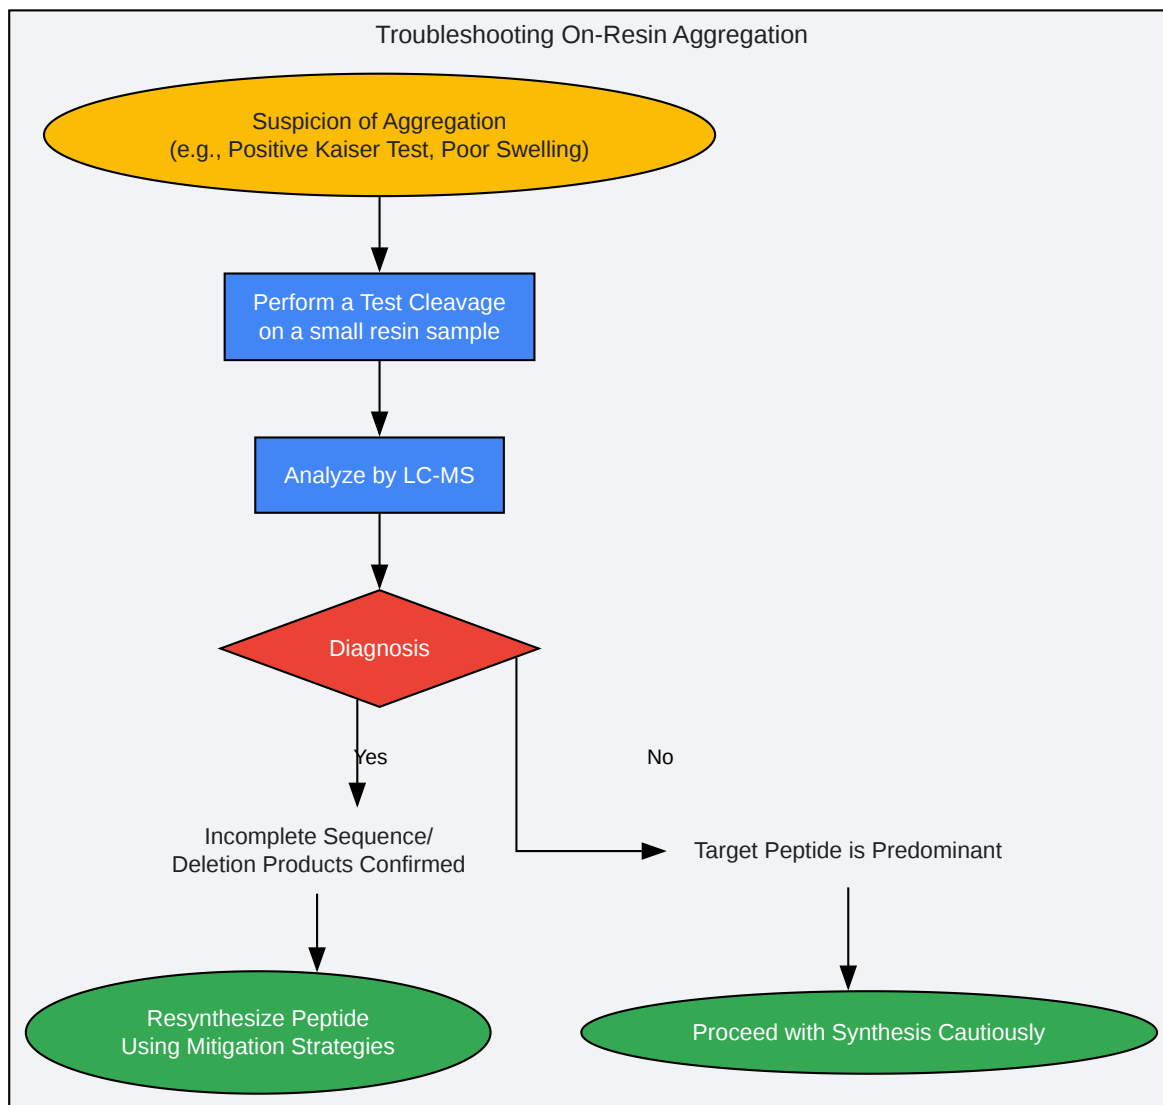 Troubleshooting On-Resin Aggregation
Suspicion of Aggregation
(e.g., Positive Kaiser Test, Poor Swelling)
Perform a Test Cleavage
on a small resin sample
Analyze by LC-MS
Diagnosis
Yes
No
Incomplete Sequence/
Deletion Products Confirmed
Target Peptide is Predominant
Resynthesize Peptide
Using Mitigation Strategies
Proceed with Synthesis Cautiously